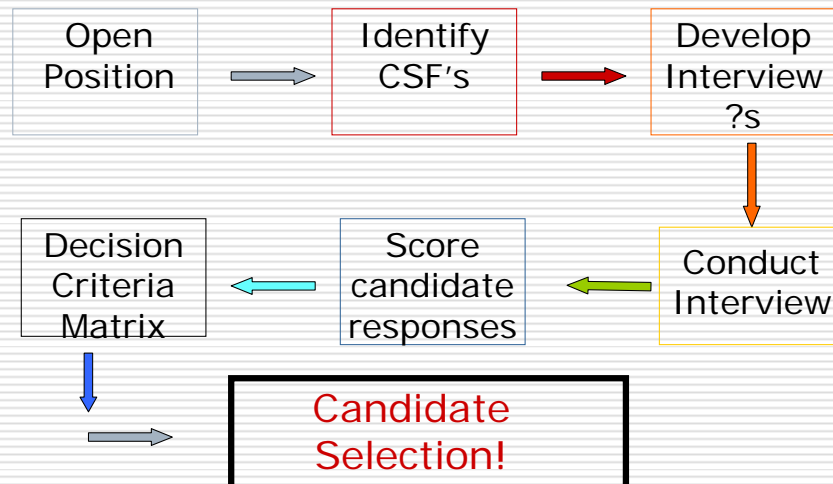 Open
Position
Identify
CSF's
Develop
Interview
?s
Conduct
Interview
Score
candidate
responses
Decision
Criteria
Matrix
Candidate
Selection!